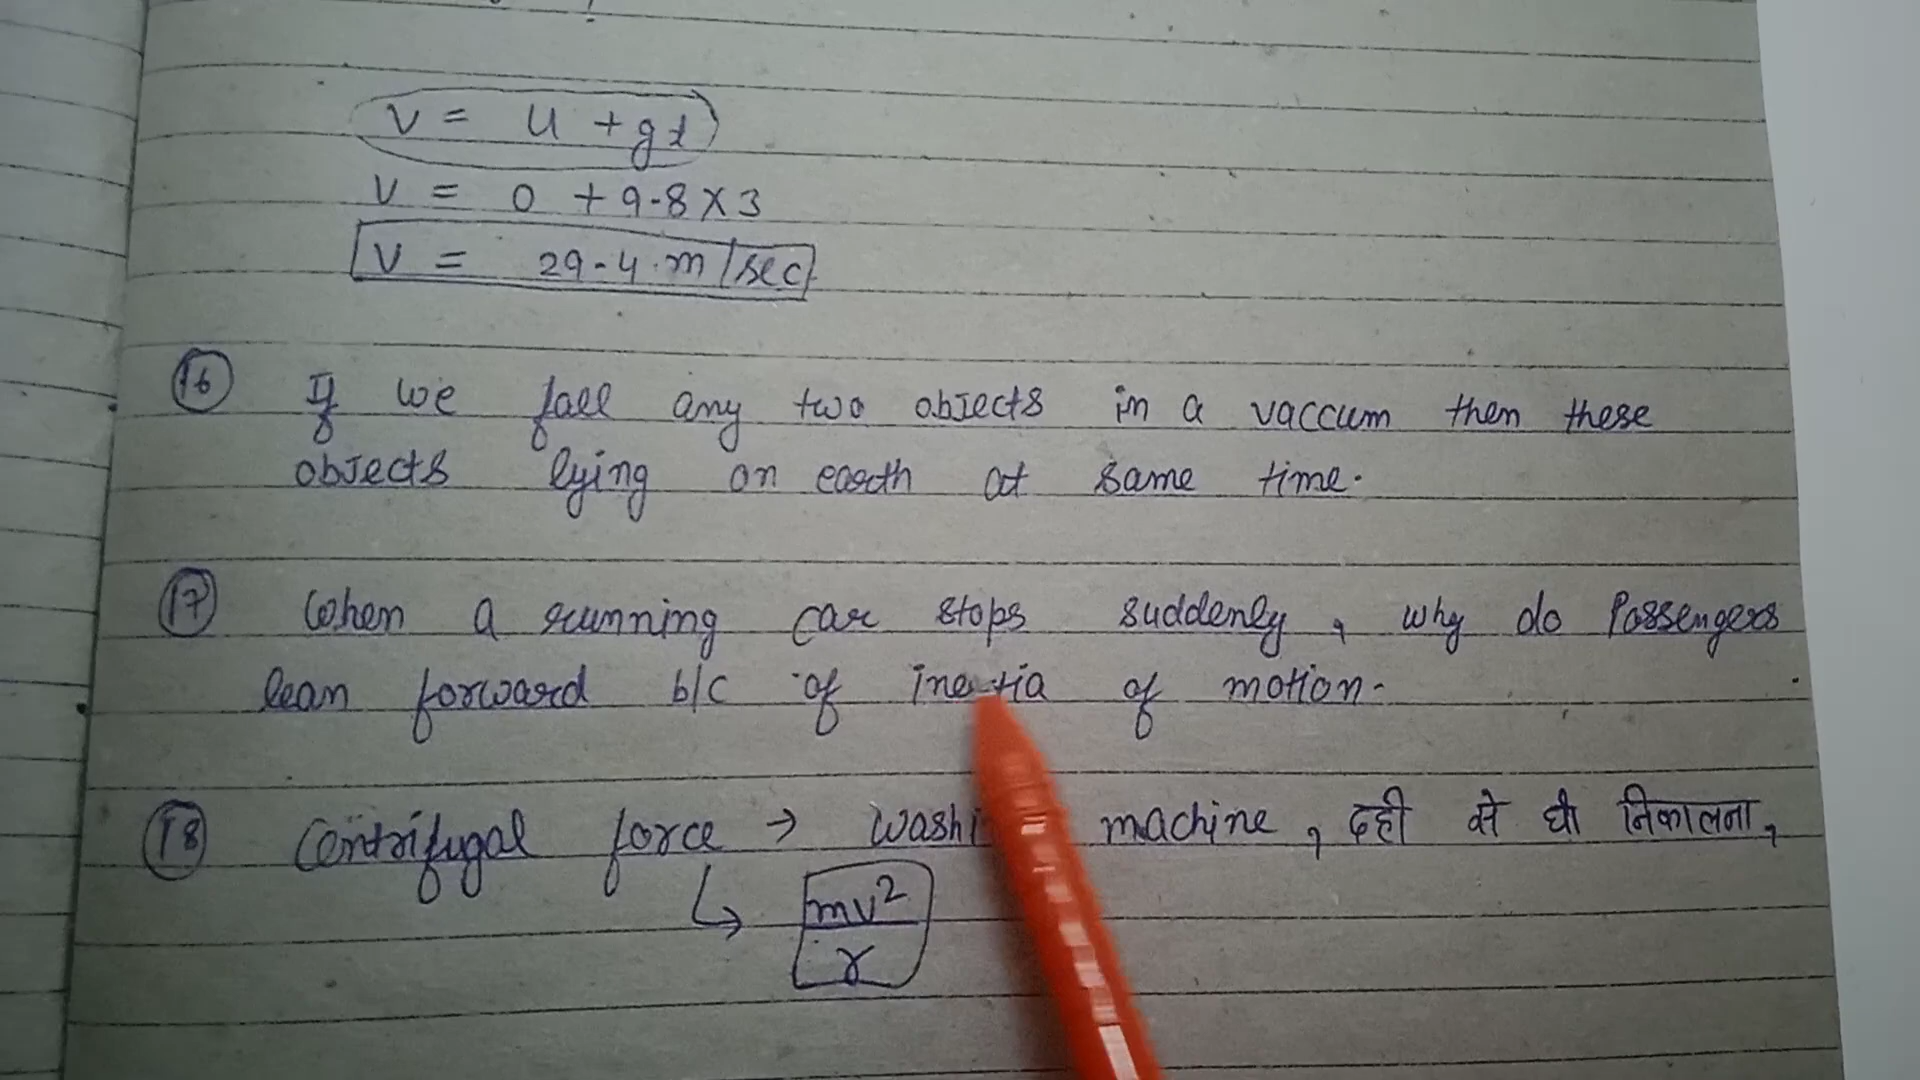 v = u + gt
v = 0 + 9.8 x 3
v = 29.4 m/sec
16 If we fall any two objects in a vaccum then these
objects lying on earth at same time.
17 When a running car stops suddenly, why do Passengers
lean forward b/c of inertia of motion.
18 Centrifugal force → washi machine, दही से घी निकालना,
↳ mv²
r